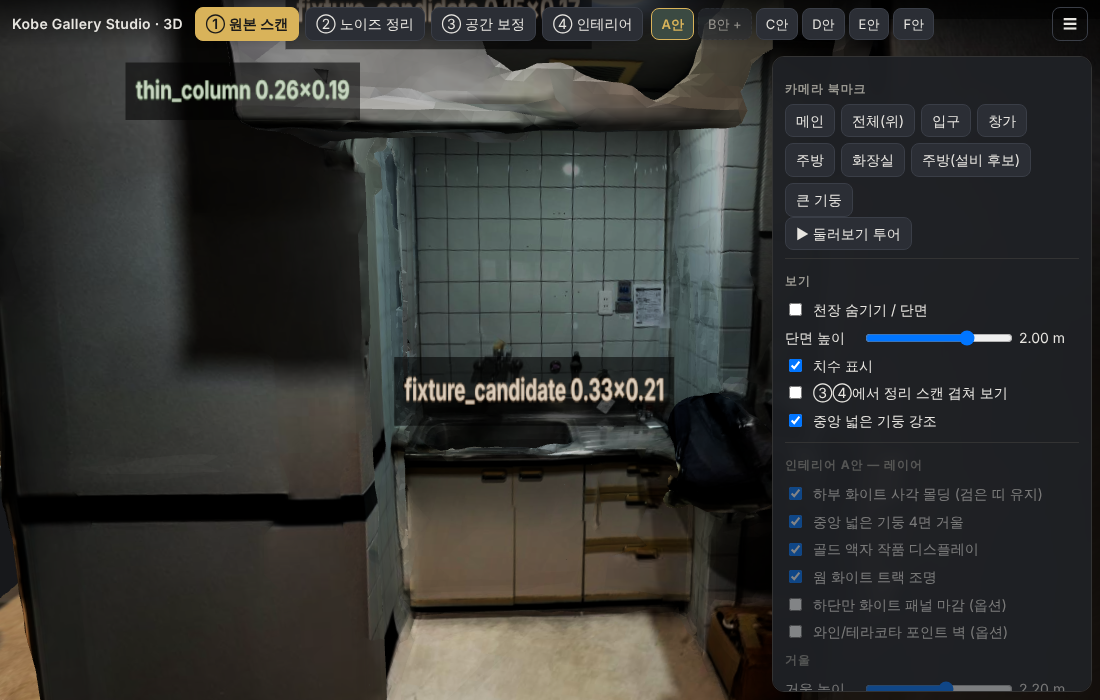 Kobe Gallery Studio · 3D
① 원본 스캔
② 노이즈 정리
③ 공간 보정
④ 인테리어
A안
B안 +
C안
D안
E안
F안
☰
thin_column 0.26×0.19
fixture_candidate 0.33×0.21
카메라 북마크
메인
전체(위)
입구
창가
주방
화장실
주방(설비 후보)
큰 기둥
▶ 둘러보기 투어
보기
천장 숨기기 / 단면
단면 높이 2.00 m
치수 표시
③④에서 정리 스캔 겹쳐 보기
중앙 넓은 기둥 강조
인테리어 A안 — 레이어
하부 화이트 사각 몰딩 (검은 띠 유지)
중앙 넓은 기둥 4면 거울
골드 액자 작품 디스플레이
웜 화이트 트랙 조명
하단만 화이트 패널 마감 (옵션)
와인/테라코타 포인트 벽 (옵션)
거울
거울 높이 2.20 m